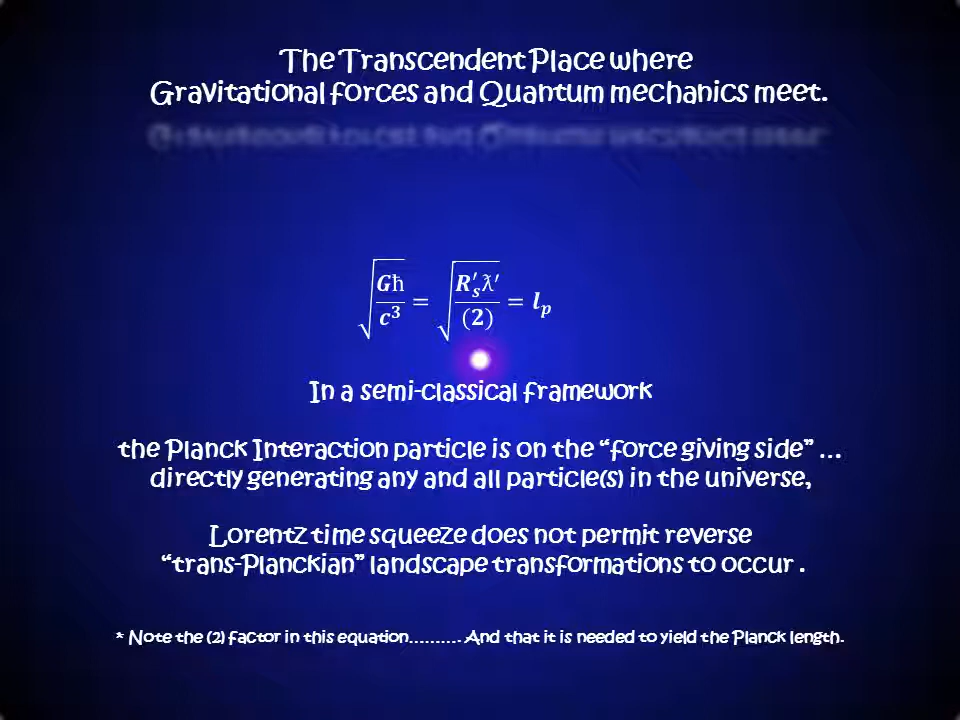 The Transcendent Place where
Gravitational forces and Quantum mechanics meet.
√(Għ/c³) = √(R′ₛƛ′/(2)) = lₚ
In a semi-classical framework
the Planck Interaction particle is on the “force giving side” ...
directly generating any and all particle(s) in the universe,
Lorentz time squeeze does not permit reverse
“trans-Planckian” landscape transformations to occur .
* Note the (2) factor in this equation.......... And that it is needed to yield the Planck length.